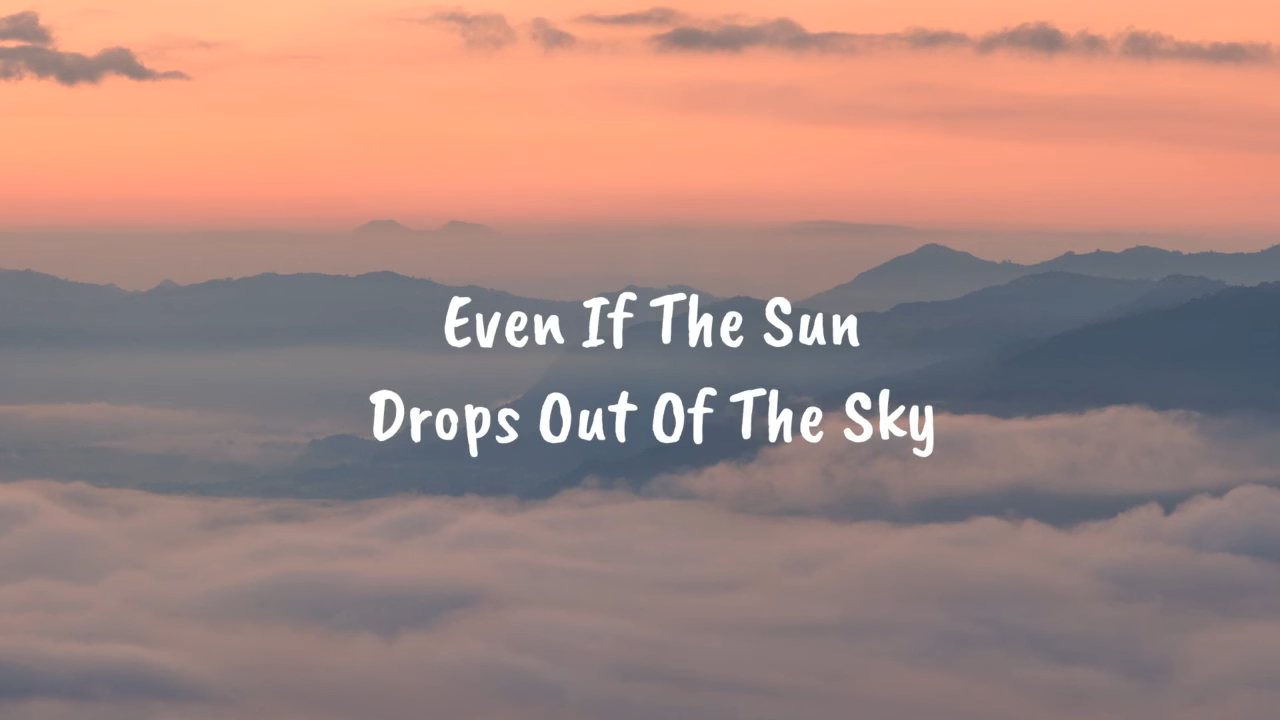 Even If The Sun
Drops Out Of The Sky